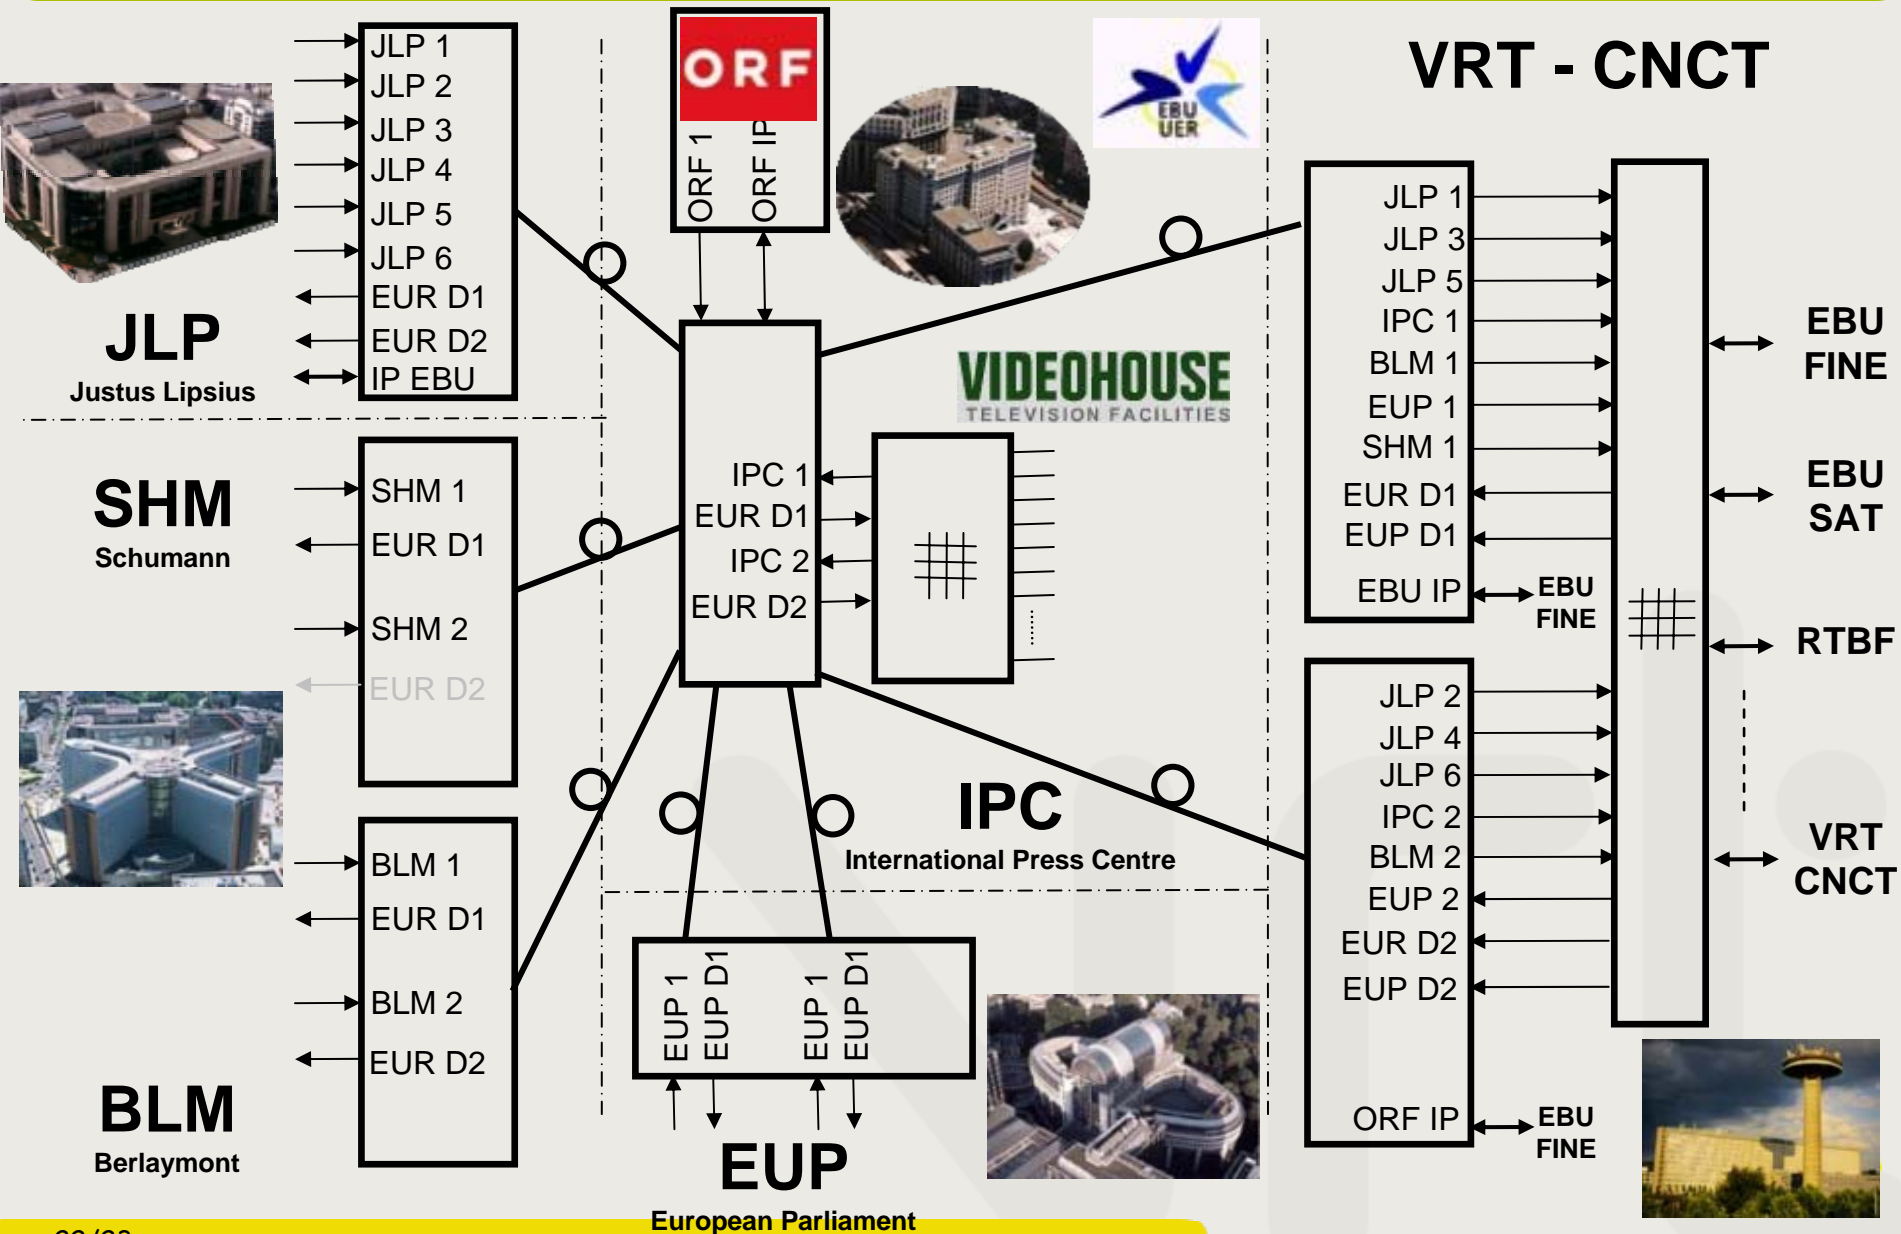 JLP 1
JLP 2
JLP 3
JLP 4
JLP 5
JLP 6
EUR D1
EUR D2
IP EBU
JLP
Justus Lipsius
SHM
Schumann
SHM 1
EUR D1
SHM 2
EUR D2
BLM 1
EUR D1
BLM 2
EUR D2
BLM
Berlaymont
ORF
ORF 1
ORF IP
EBU
UER
VIDEOHOUSE
TELEVISION FACILITIES
IPC 1
EUR D1
IPC 2
EUR D2
IPC
International Press Centre
EUP 1
EUP D1
EUP 1
EUP D1
EUP
European Parliament
VRT - CNCT
JLP 1
JLP 3
JLP 5
IPC 1
BLM 1
EUP 1
SHM 1
EUR D1
EUP D1
EBU IP
EBU
FINE
JLP 2
JLP 4
JLP 6
IPC 2
BLM 2
EUP 2
EUR D2
EUP D2
ORF IP
EBU
FINE
EBU
FINE
EBU
SAT
RTBF
VRT
CNCT